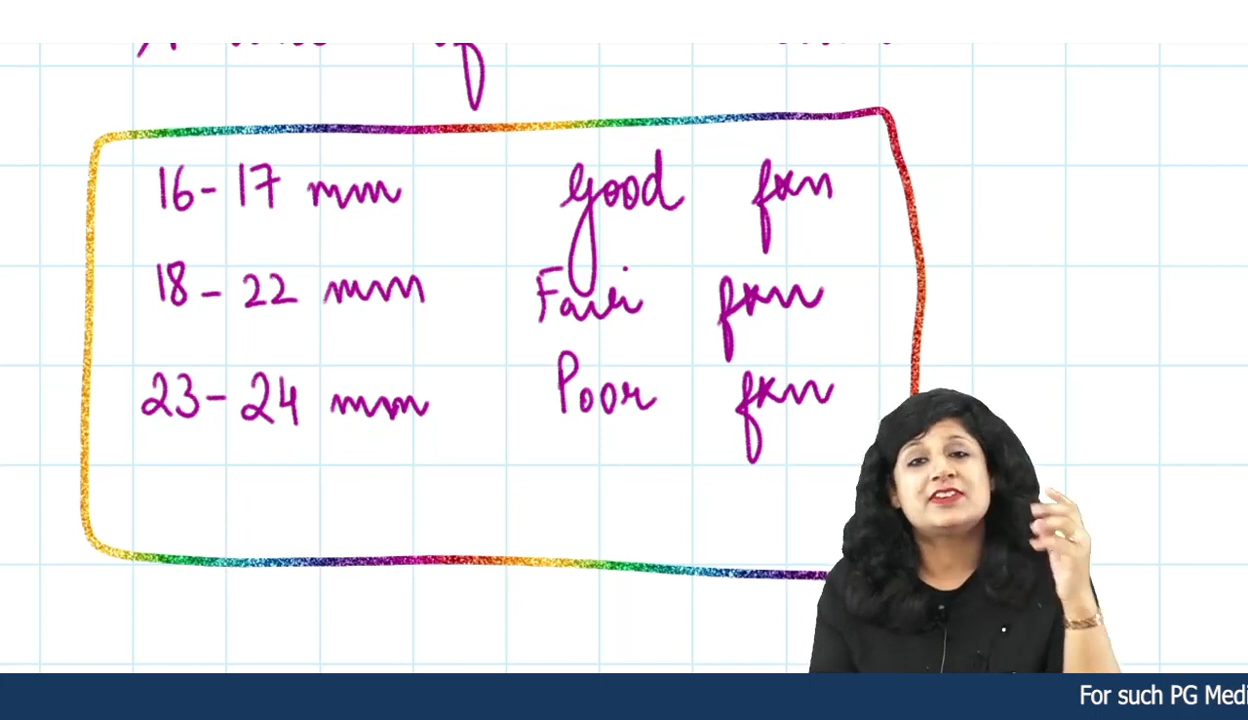 16-17 mm Good fxn
18-22 mm Fair fxn
23-24 mm Poor fxn
For such PG Medi